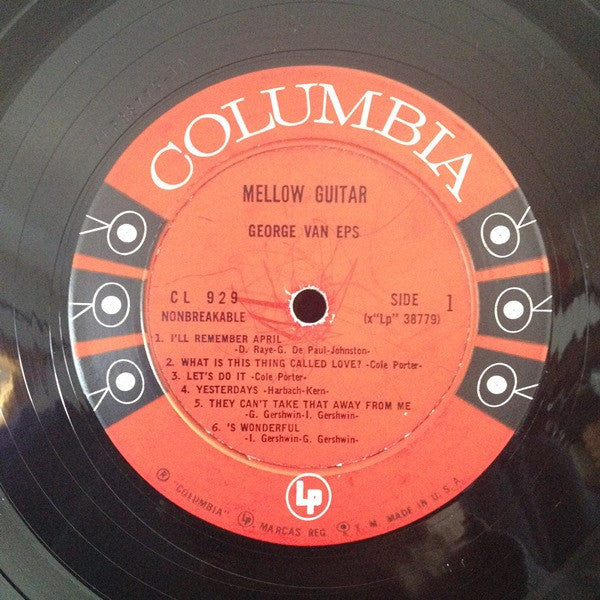 COLUMBIA
MELLOW GUITAR
GEORGE VAN EPS
CL 929
NONBREAKABLE
SIDE 1
(x"Lp" 38779)
1. I'LL REMEMBER APRIL
-D. Raye-G. De Paul-Johnston-
2. WHAT IS THIS THING CALLED LOVE? -Cole Porter-
3. LET'S DO IT -Cole Porter-
4. YESTERDAYS -Harbach-Kern-
5. THEY CAN'T TAKE THAT AWAY FROM ME
-G. Gershwin-I. Gershwin-
6. 'S WONDERFUL
-I. Gershwin-G. Gershwin-
Lp
® "COLUMBIA" MARCAS REG. T. M. MADE IN U.S.A.